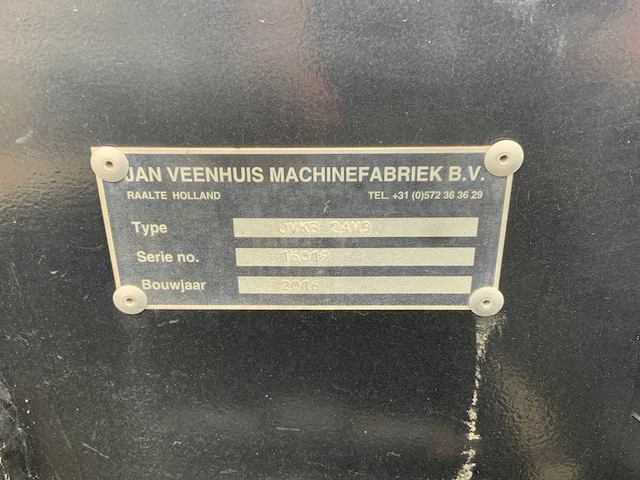 JAN VEENHUIS MACHINEFABRIEK B.V.
RAALTE HOLLAND TEL. +31 (0)572 36 36 29
Type JVKB 24M3
Serie no. 16019
Bouwjaar 2016